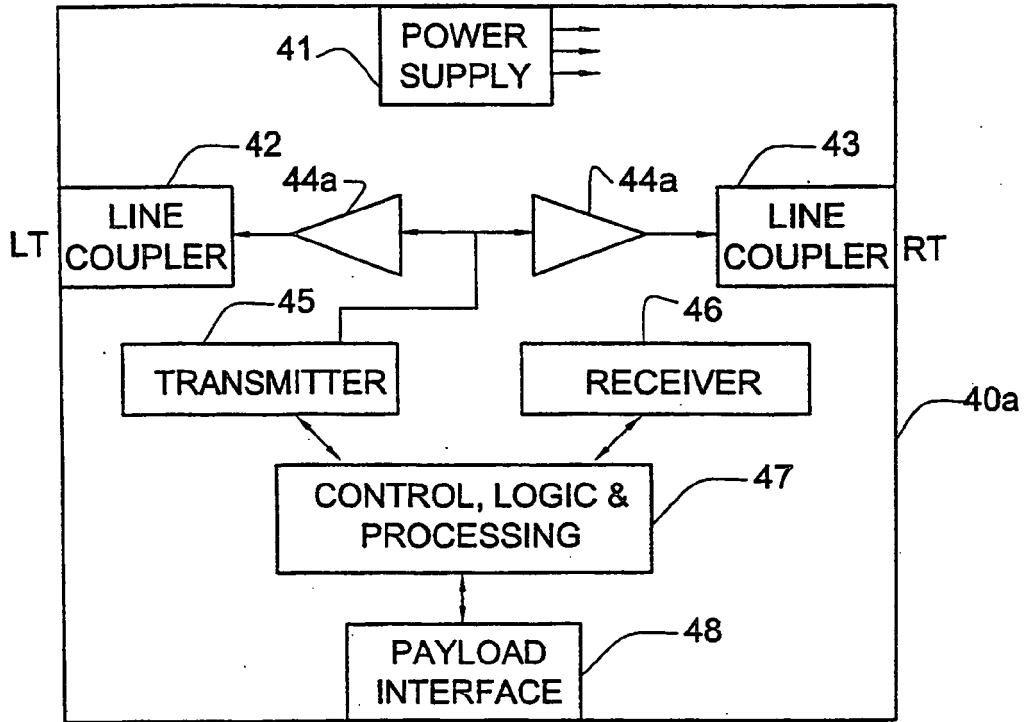 41
POWER
SUPPLY
42
44a
44a
43
LT
LINE
COUPLER
LINE
COUPLER
RT
45
46
TRANSMITTER
RECEIVER
40a
CONTROL, LOGIC &
PROCESSING
47
PAYLOAD
INTERFACE
48